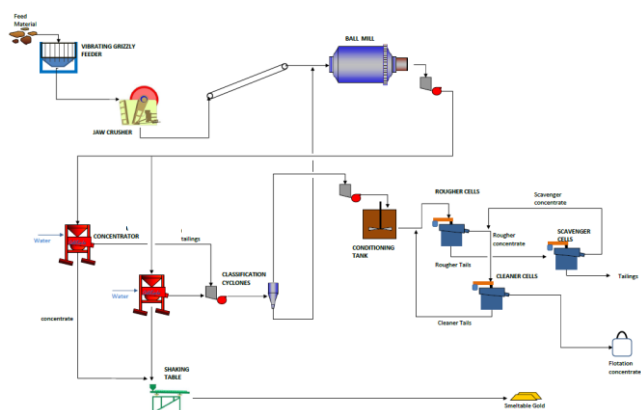 Feed
Material
VIBRATING GRIZZLY
FEEDER
JAW CRUSHER
BALL MILL
Water
CONCENTRATOR
tailings
Water
CLASSIFICATION
CYCLONES
CONDITIONING
TANK
ROUGHER CELLS
Rougher
concentrate
Rougher Tails
Scavenger
concentrate
SCAVENGER
CELLS
Tailings
CLEANER CELLS
Cleaner Tails
Flotation
concentrate
concentrate
SHAKING
TABLE
Smeltable Gold